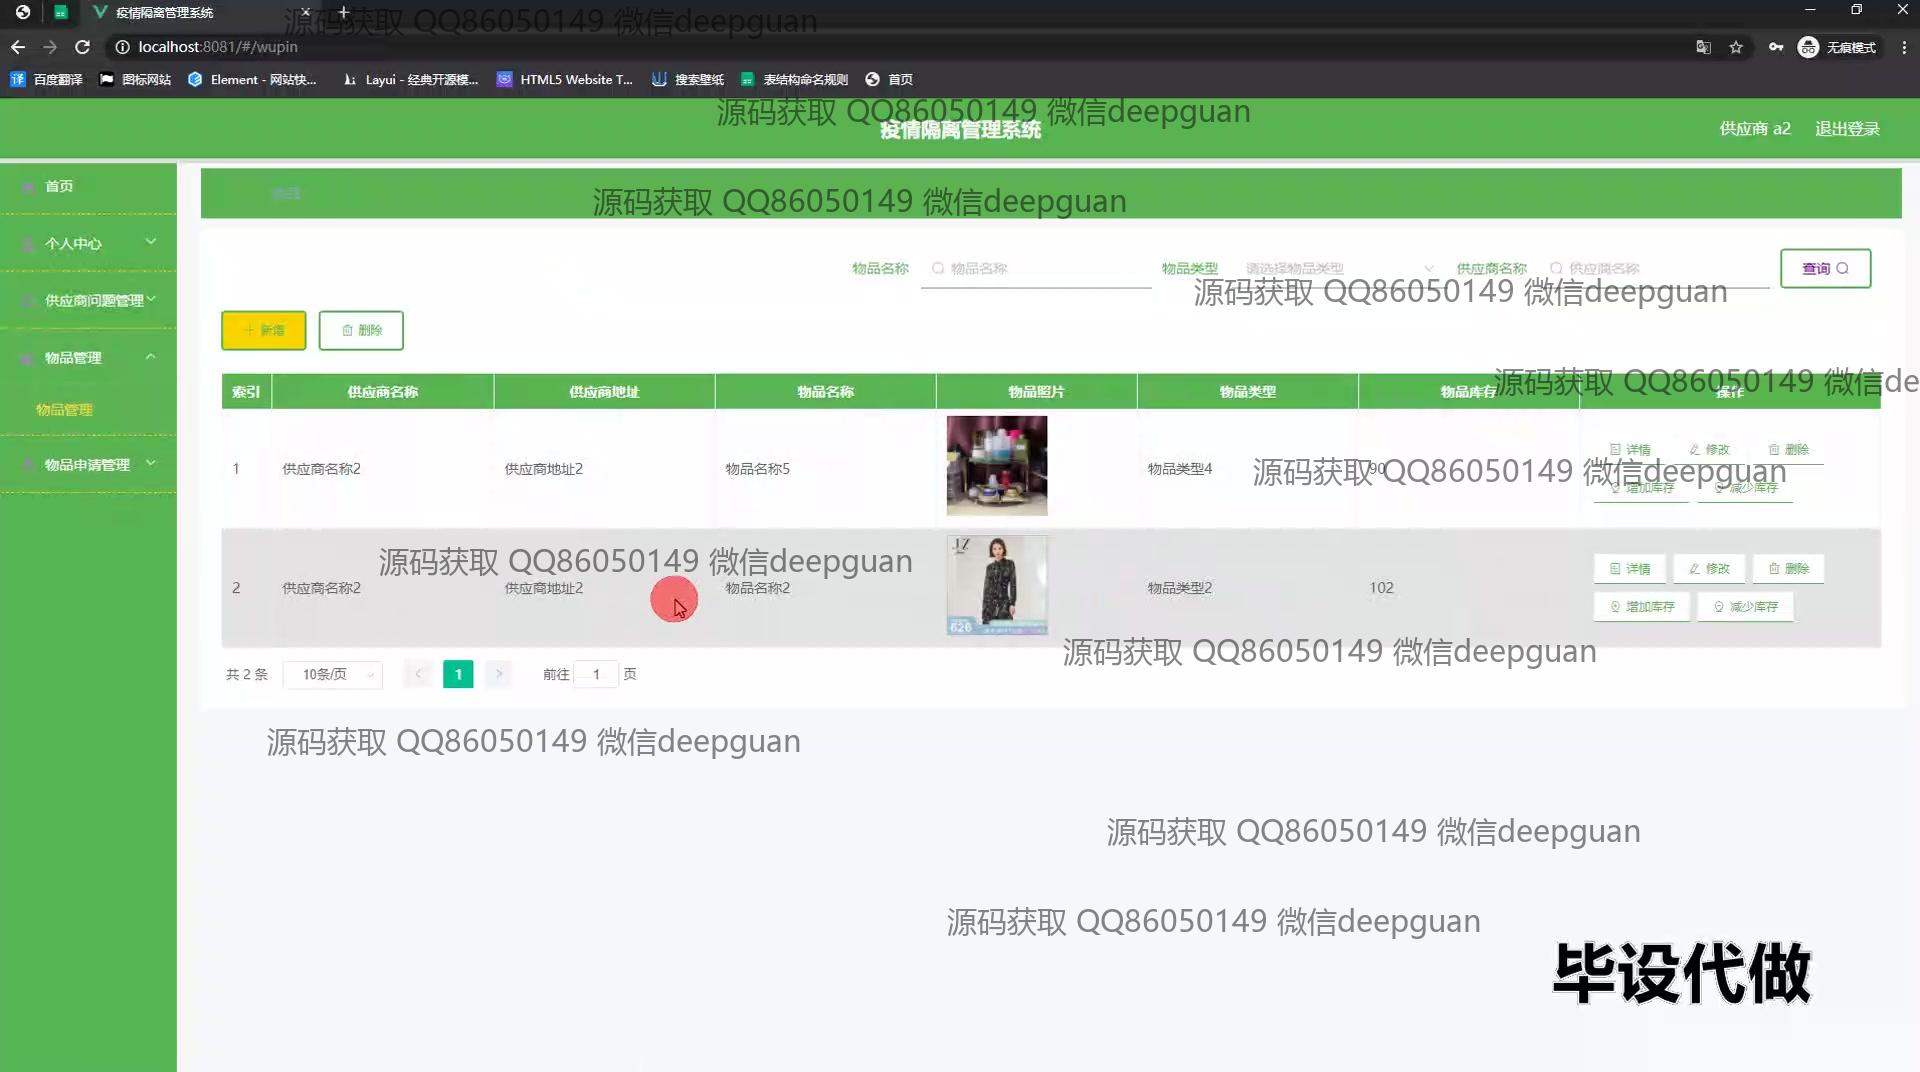 疫情隔离管理系统
localhost:8081/#/wupin
无痕模式
百度翻译
图标网站
Element - 网站快...
Layui - 经典开源模...
HTML5 Website T...
搜索壁纸
表结构命名规则
首页
源码获取 QQ86050149 微信deepguan
源码获取 QQ86050149 微信deepguan
疫情隔离管理系统
供应商 a2
退出登录
首页
个人中心
供应商问题管理
物品管理
物品管理
物品申请管理
源码获取 QQ86050149 微信deepguan
物品名称
物品名称
物品类型
请选择物品类型
供应商名称
供应商名称
查询
源码获取 QQ86050149 微信deepguan
新增
删除
源码获取 QQ86050149 微信de
索引 供应商名称 供应商地址 物品名称 物品照片 物品类型 物品库存 操作
1 供应商名称2 供应商地址2 物品名称5 物品类型4 90
详情 修改 删除
增加库存 减少库存
源码获取 QQ86050149 微信deepguan
源码获取 QQ86050149 微信deepguan
2 供应商名称2 供应商地址2 物品名称2 物品类型2 102
626
详情 修改 删除
增加库存 减少库存
源码获取 QQ86050149 微信deepguan
共 2 条
10条/页
1
前往 1 页
源码获取 QQ86050149 微信deepguan
源码获取 QQ86050149 微信deepguan
源码获取 QQ86050149 微信deepguan
毕设代做